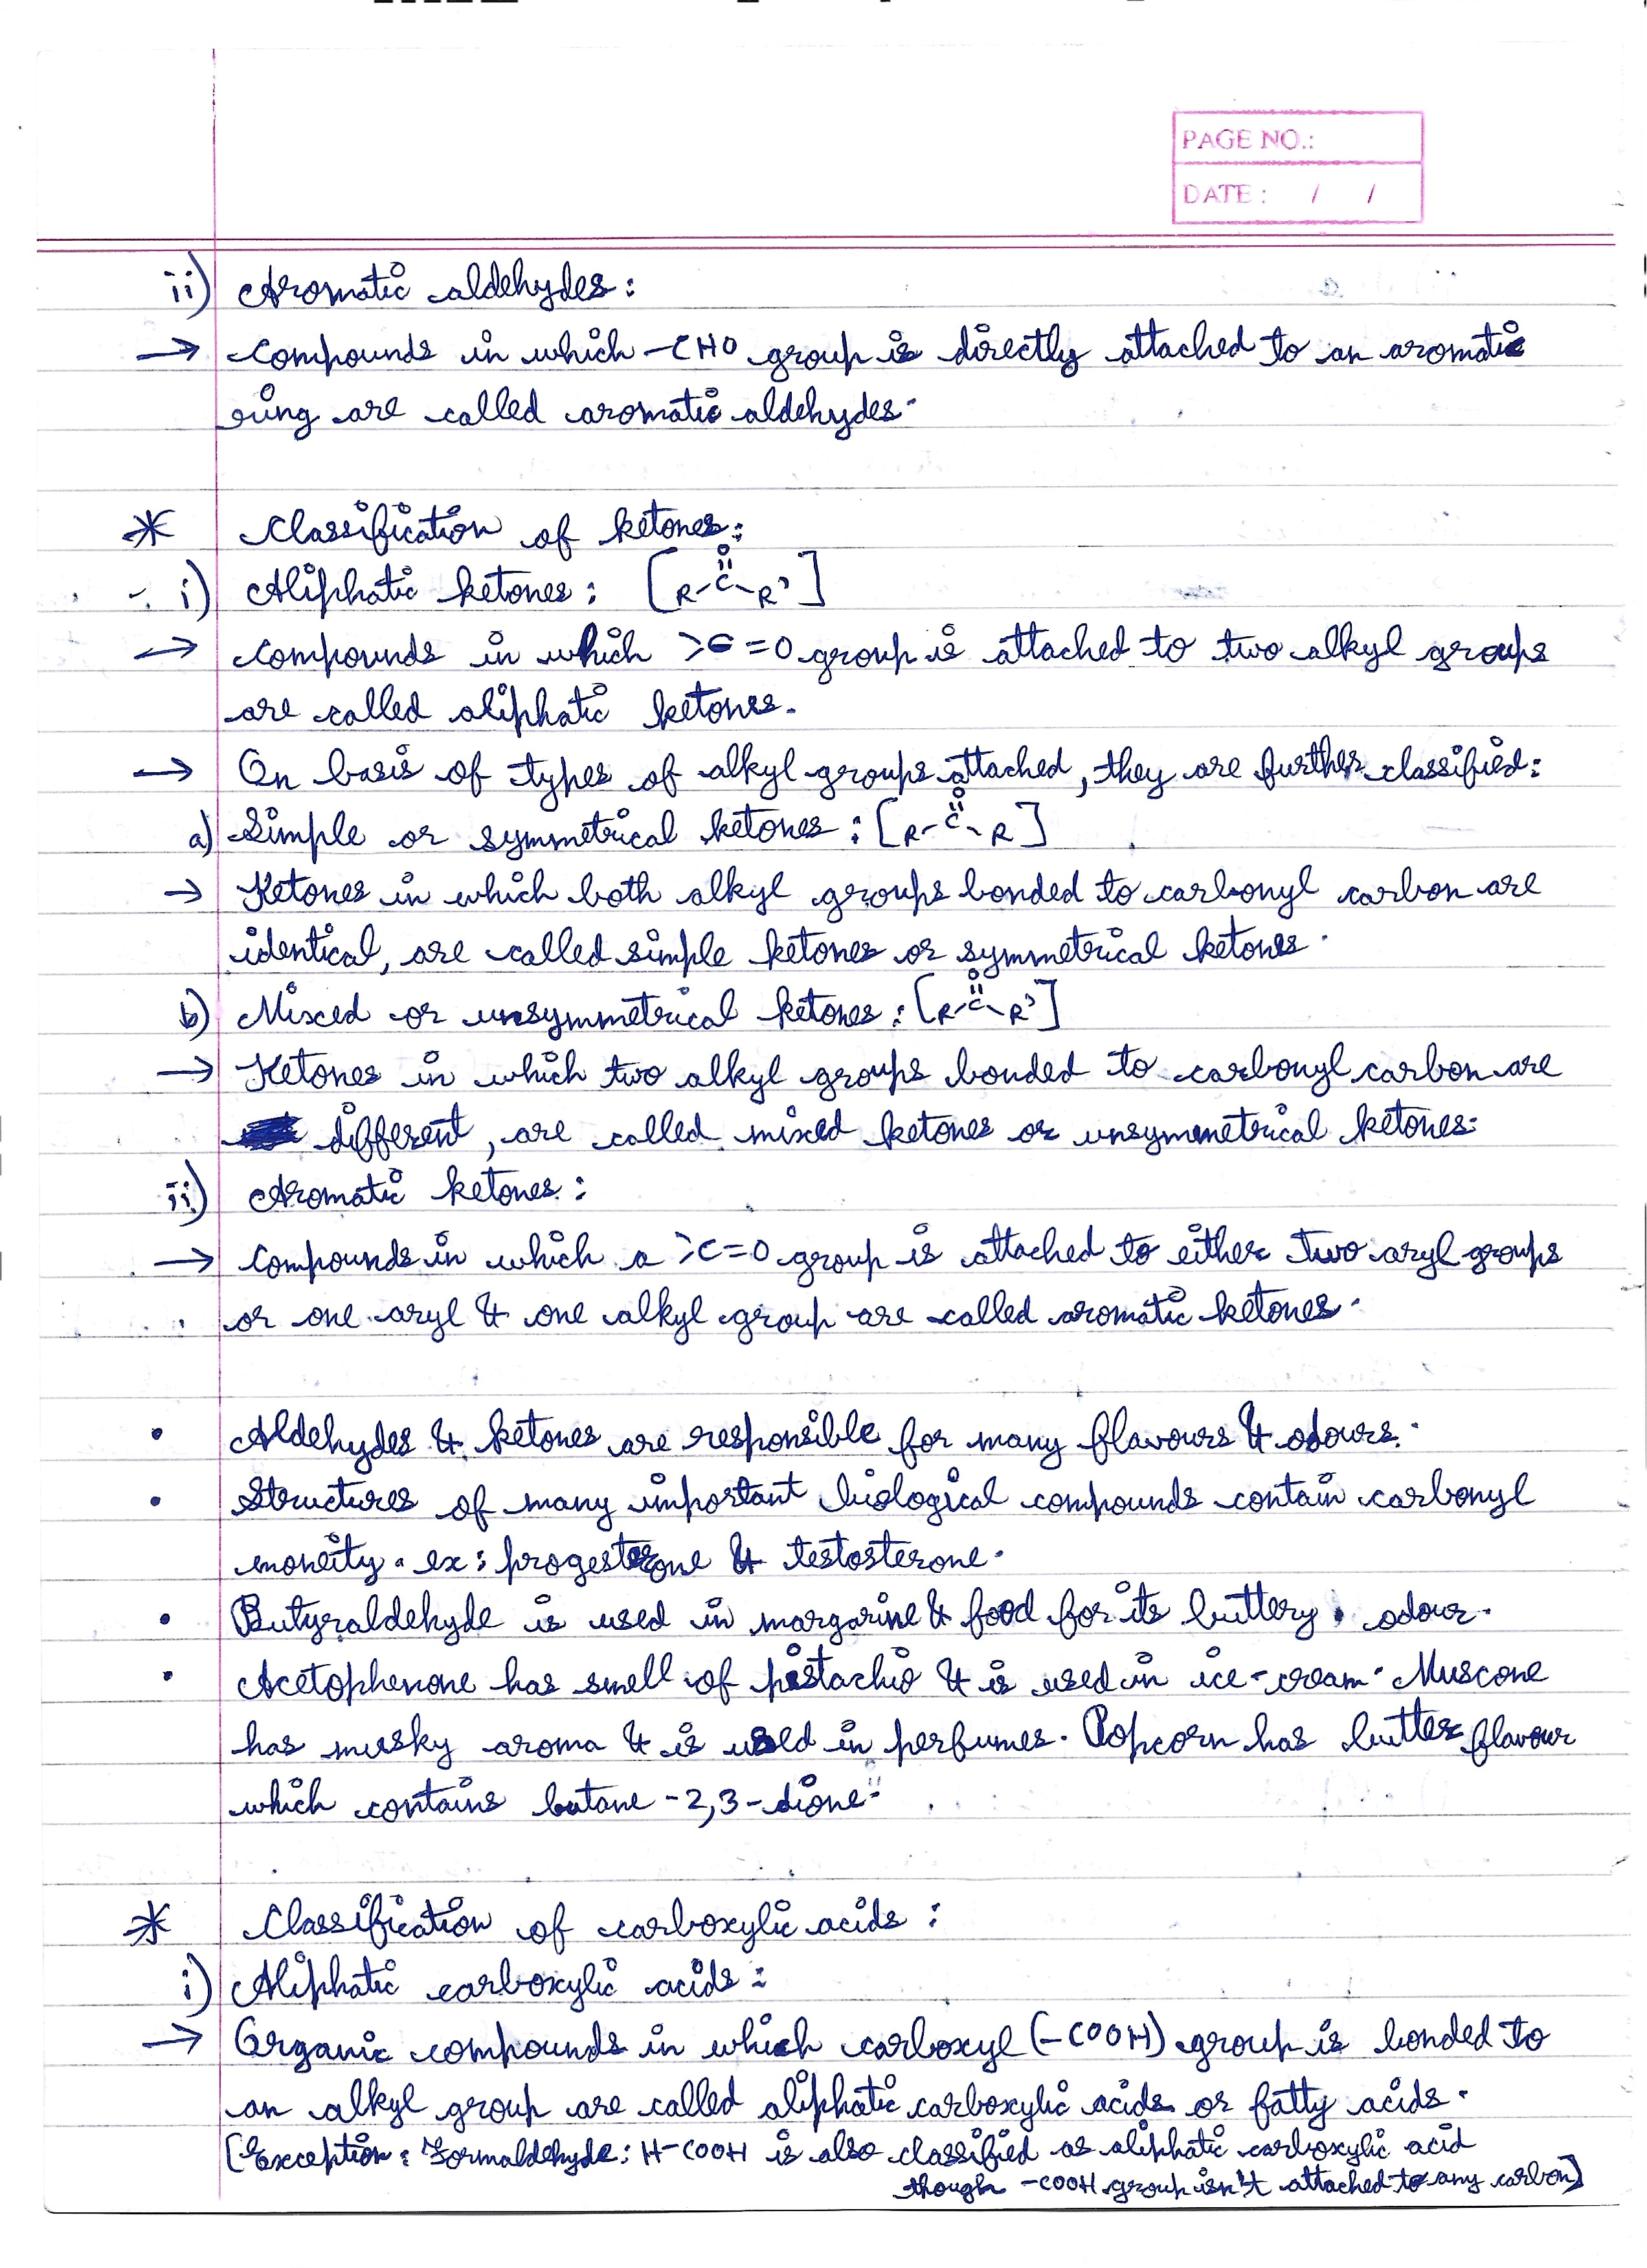 PAGE NO.:
DATE : / /
ii) Aromatic aldehydes :
→ Compounds in which -CHO group is directly attached to an aromatic
ring are called aromatic aldehydes.
* Classification of ketones :
i) Aliphatic ketones : [R-C-R']
→ Compounds in which >C=O group is attached to two alkyl groups
are called aliphatic ketones.
→ On basis of types of alkyl groups attached, they are further classified :
a) Simple or symmetrical ketones : [R-C-R]
→ Ketones in which both alkyl groups bonded to carbonyl carbon are
identical, are called simple ketones or symmetrical ketones.
b) Mixed or unsymmetrical ketones : [R-C-R']
→ Ketones in which two alkyl groups bonded to carbonyl carbon are
different, are called mixed ketones or unsymmetrical ketones.
ii) Aromatic ketones :
→ Compounds in which a >C=O group is attached to either two aryl groups
or one aryl & one alkyl group are called aromatic ketones.
• Aldehydes & ketones are responsible for many flavours & odours.
• Structures of many important biological compounds contain carbonyl
moneity. ex : progesterone & testosterone.
• Butyraldehyde is used in margarine & food for its buttery odour.
• Acetophenone has smell of pistachio & is used in ice-cream. Muscone
has musky aroma & is used in perfumes. Popcorn has butter flavour
which contains butane-2,3-dione.
* Classification of carboxylic acids :
i) Aliphatic carboxylic acids :
→ Organic compounds in which carboxyl (-COOH) group is bonded to
an alkyl group are called aliphatic carboxylic acids or fatty acids.
[Exception : Formaldehyde : H-COOH is also classified as aliphatic carboxylic acid
though -COOH group isn't attached to any carbon]